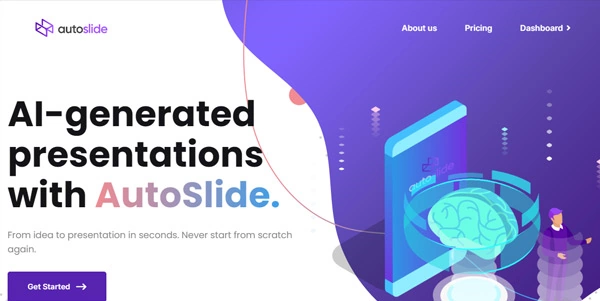 autoslide
About us
Pricing
Dashboard
AI-generated
presentations
with AutoSlide.
From idea to presentation in seconds. Never start from scratch
again.
Get Started
autoslide